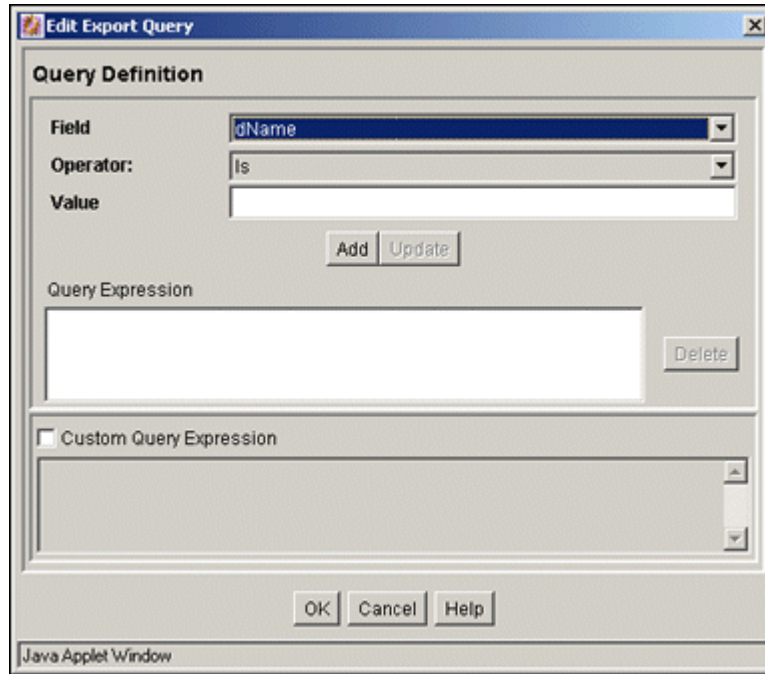 Edit Export Query
Query Definition
Field dName
Operator: Is
Value
Add Update
Query Expression
Delete
Custom Query Expression
OK Cancel Help
Java Applet Window